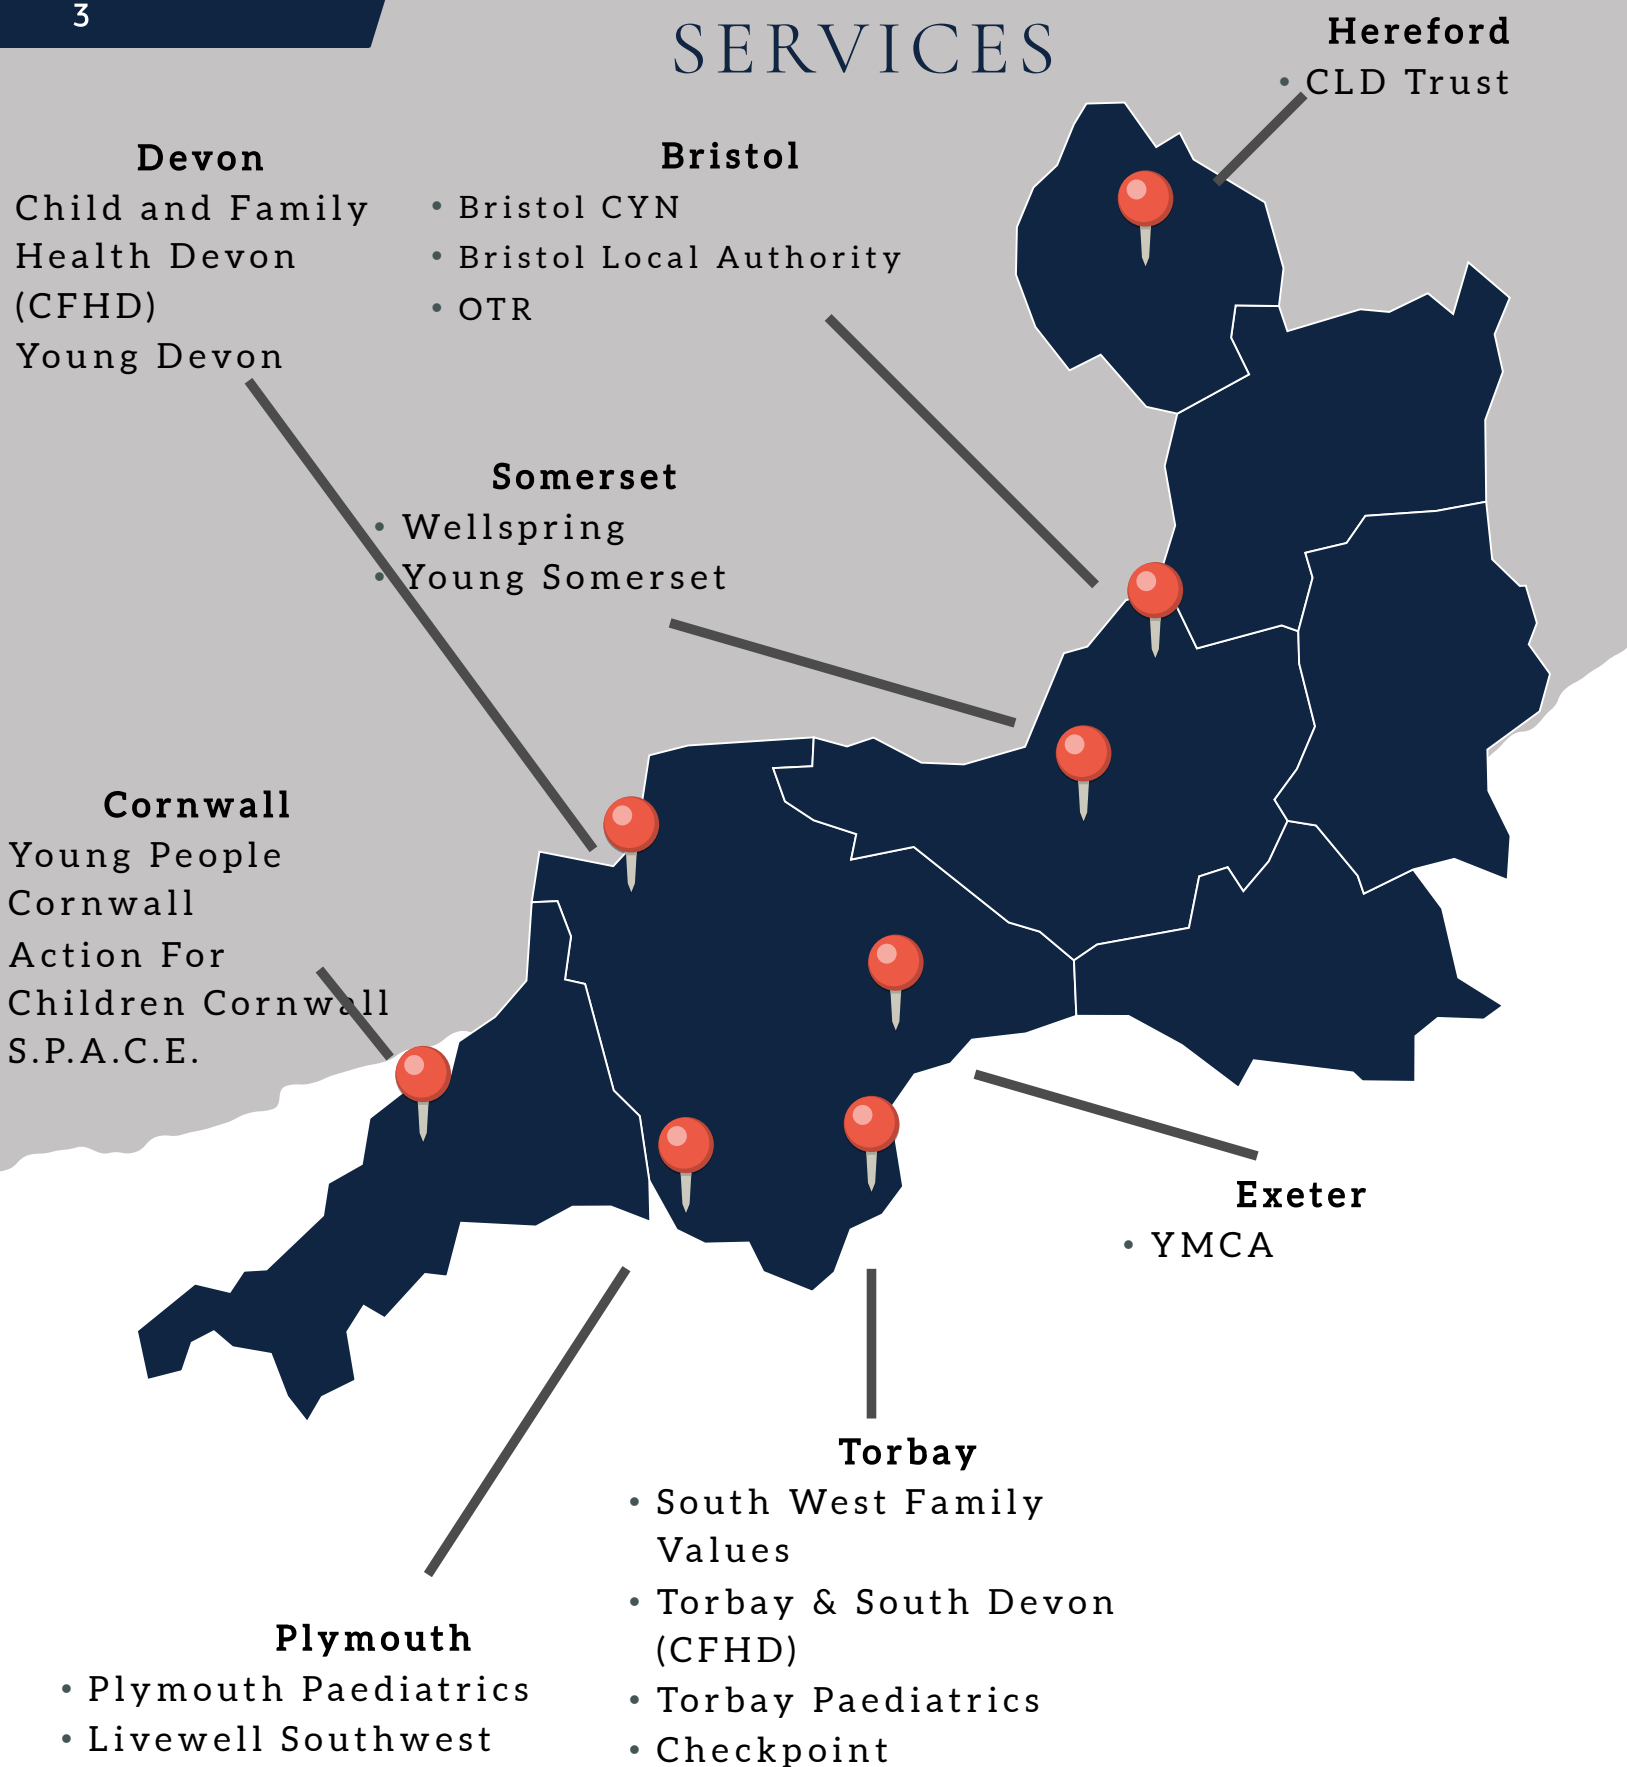 3
SERVICES
Hereford
• CLD Trust
Devon
Child and Family
Health Devon
(CFHD)
Young Devon
Bristol
• Bristol CYN
• Bristol Local Authority
• OTR
Somerset
• Wellspring
• Young Somerset
Cornwall
Young People
Cornwall
Action For
Children Cornwall
S.P.A.C.E.
Exeter
• YMCA
Torbay
• South West Family
Values
• Torbay & South Devon
(CFHD)
• Torbay Paediatrics
• Checkpoint
Plymouth
• Plymouth Paediatrics
• Livewell Southwest